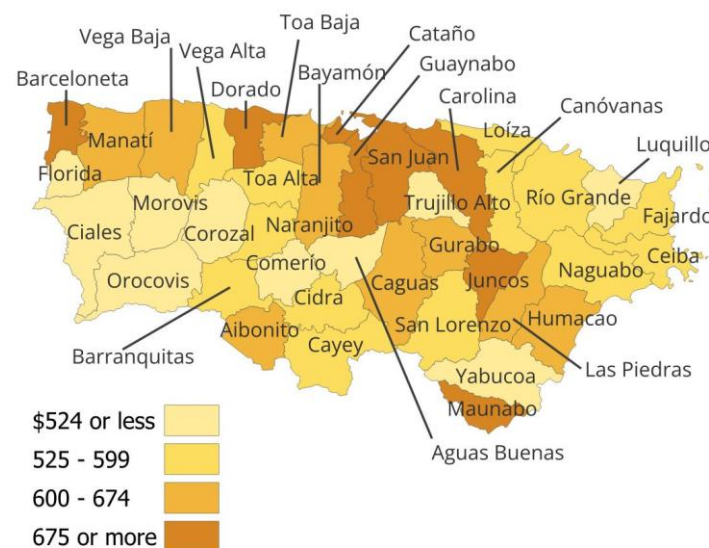 Toa Baja
Vega Baja
Vega Alta
Cataño
Guaynabo
Barceloneta
Dorado
Bayamón
Carolina
Canóvanas
Manatí
Loíza
Luquillo
San Juan
Florida
Toa Alta
Morovis
Trujillo Alto
Río Grande
Fajardo
Ciales
Corozal
Naranjito
Gurabo
Ceiba
Orocovis
Comerío
Caguas
Juncos
Naguabo
Cidra
Aibonito
San Lorenzo
Humacao
Barranquitas
Cayey
Las Piedras
Yabucoa
Maunabo
Aguas Buenas
$524 or less
525 - 599
600 - 674
675 or more